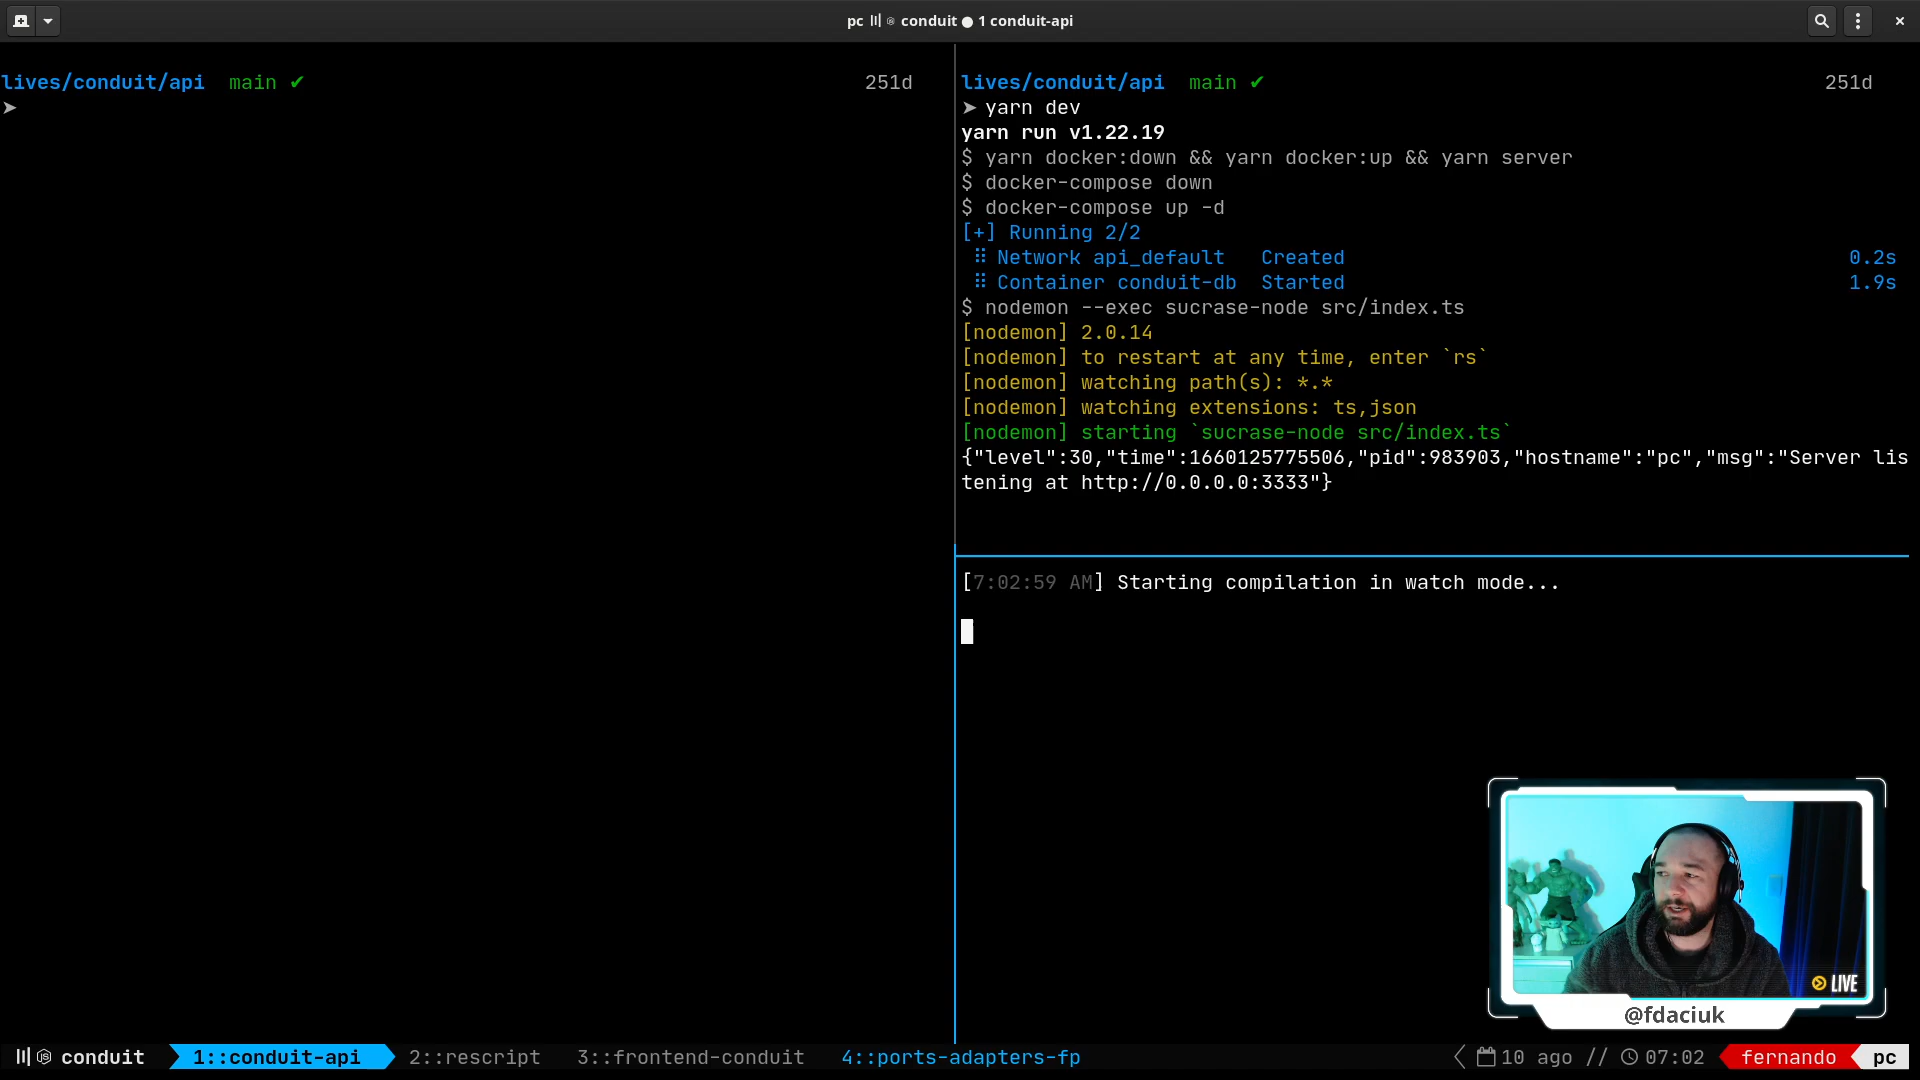 pc conduit ● 1 conduit-api
lives/conduit/api main ✔ 251d
➤
lives/conduit/api main ✔ 251d
➤ yarn dev
yarn run v1.22.19
$ yarn docker:down && yarn docker:up && yarn server
$ docker-compose down
$ docker-compose up -d
[+] Running 2/2
⠿ Network api_default Created 0.2s
⠿ Container conduit-db Started 1.9s
$ nodemon --exec sucrase-node src/index.ts
[nodemon] 2.0.14
[nodemon] to restart at any time, enter `rs`
[nodemon] watching path(s): *.*
[nodemon] watching extensions: ts,json
[nodemon] starting `sucrase-node src/index.ts`
{"level":30,"time":1660125775506,"pid":983903,"hostname":"pc","msg":"Server lis
tening at http://0.0.0.0:3333"}
[7:02:59 AM] Starting compilation in watch mode...
LIVE
@fdaciuk
conduit 1::conduit-api 2::rescript 3::frontend-conduit 4::ports-adapters-fp 10 ago // 07:02 fernando pc